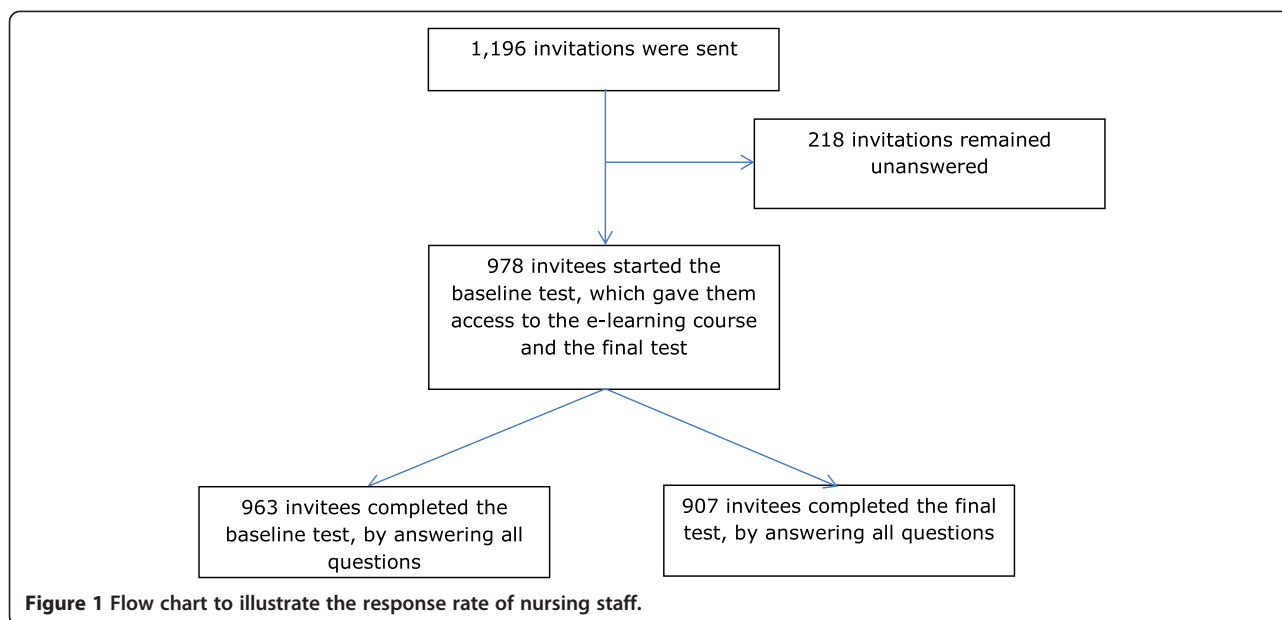 1,196 invitations were sent
218 invitations remained
unanswered
978 invitees started the
baseline test, which gave them
access to the e-learning course
and the final test
963 invitees completed the
baseline test, by answering all
questions
907 invitees completed the final
test, by answering all questions
Figure 1 Flow chart to illustrate the response rate of nursing staff.